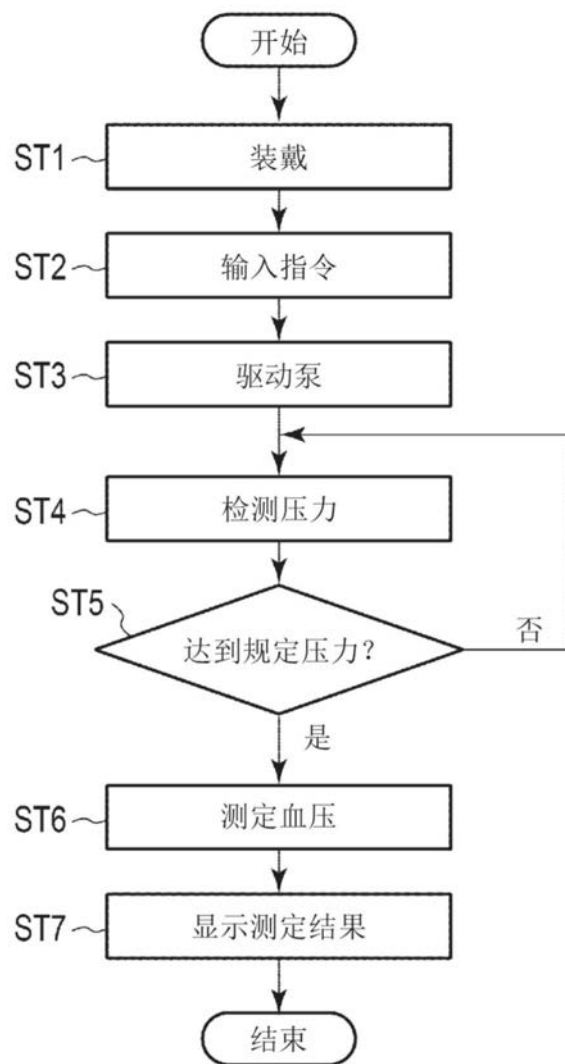 开始
ST1
装戴
ST2
输入指令
ST3
驱动泵
ST4
检测压力
ST5
达到规定压力?
否
是
ST6
测定血压
ST7
显示测定结果
结束